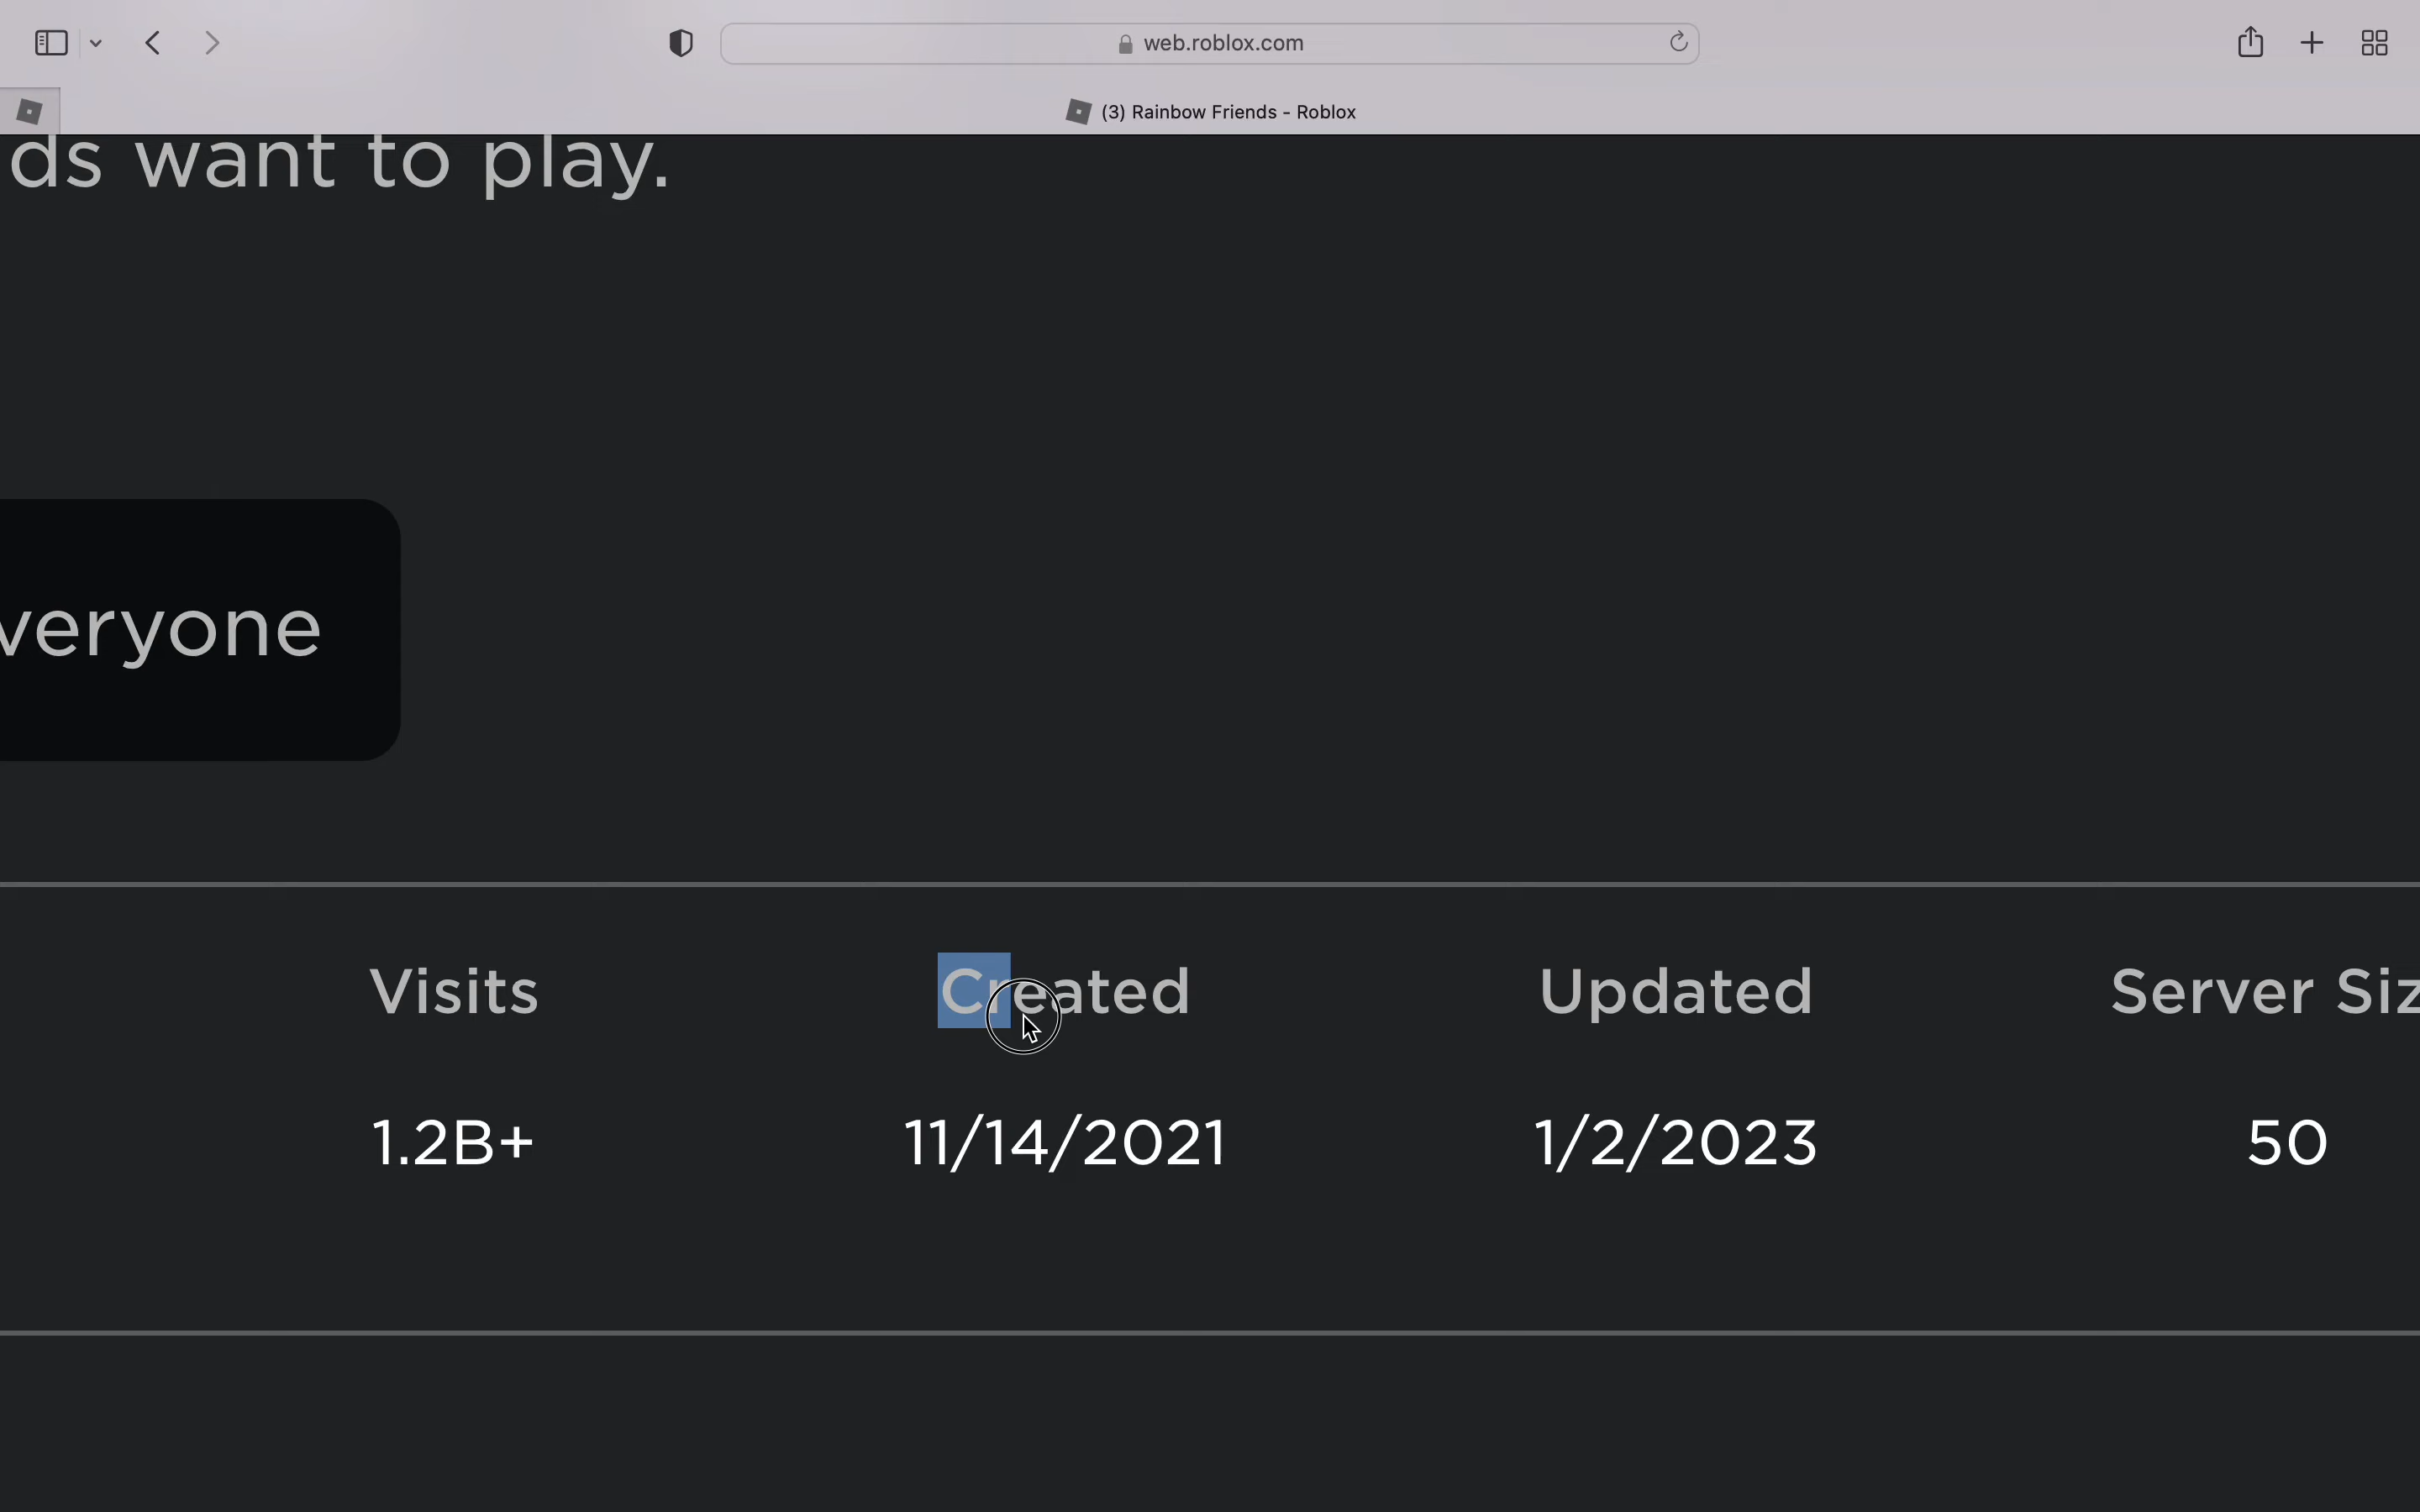 web.roblox.com
(3) Rainbow Friends - Roblox
ds want to play.
veryone
Visits
Created
Updated
Server Siz
1.2B+
11/14/2021
1/2/2023
50